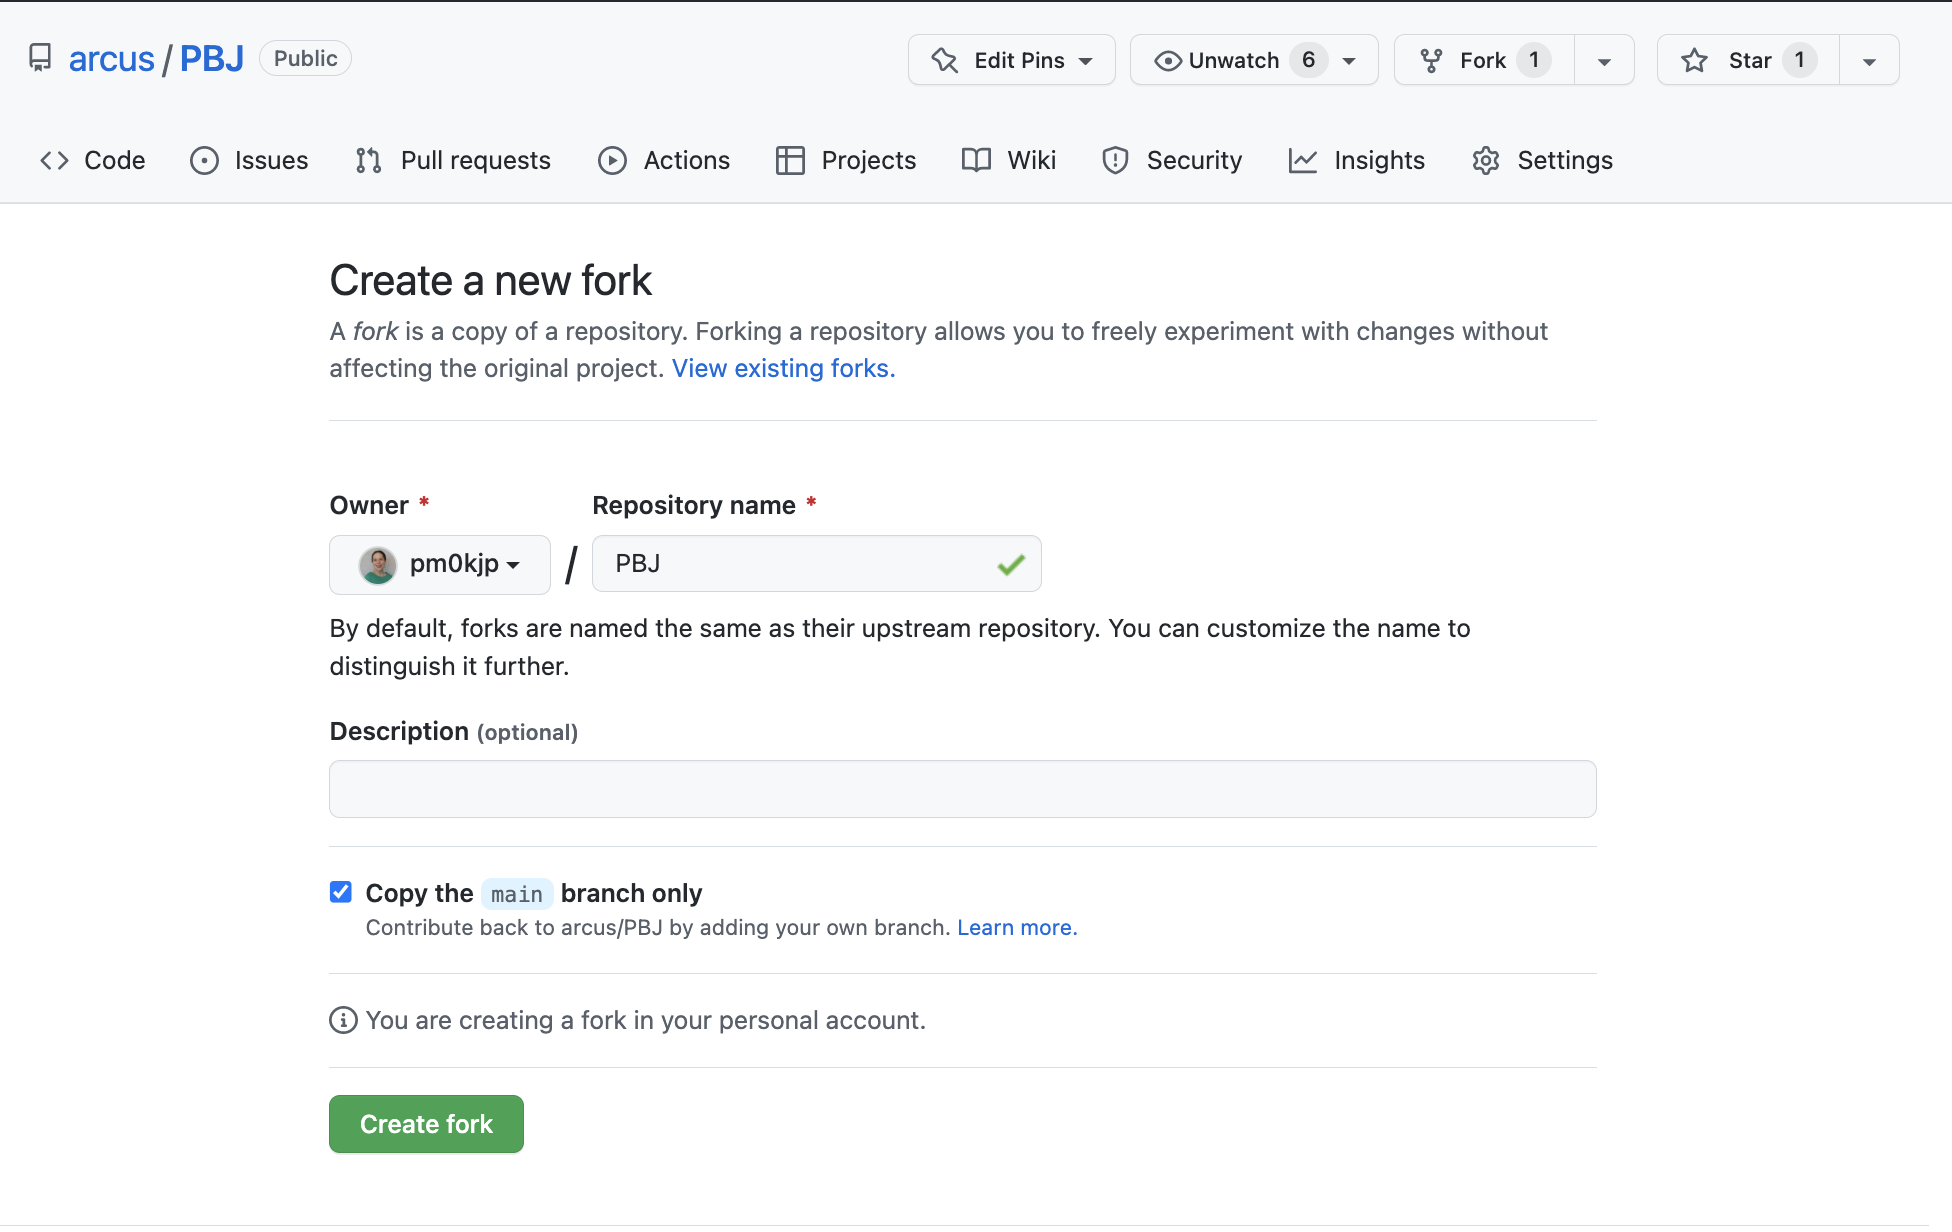 arcus / PBJ Public Edit Pins Unwatch 6 Fork 1 Star 1
Code Issues Pull requests Actions Projects Wiki Security Insights Settings
Create a new fork
A fork is a copy of a repository. Forking a repository allows you to freely experiment with changes without
affecting the original project. View existing forks.
Owner * Repository name *
pm0kjp / PBJ
By default, forks are named the same as their upstream repository. You can customize the name to
distinguish it further.
Description (optional)
Copy the main branch only
Contribute back to arcus/PBJ by adding your own branch. Learn more.
You are creating a fork in your personal account.
Create fork